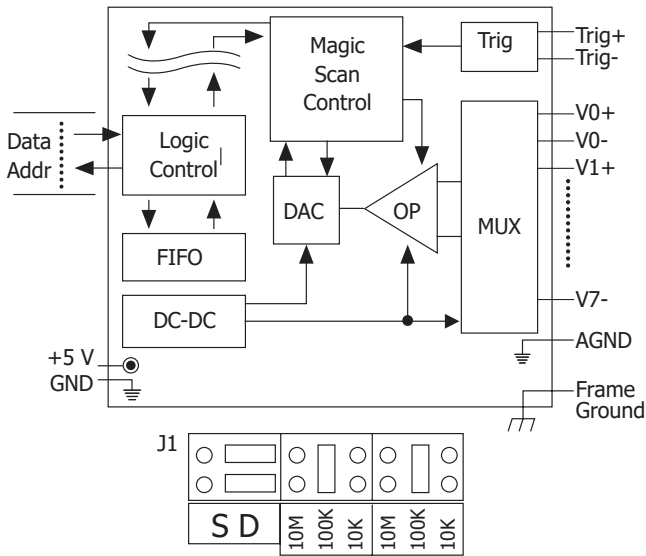 Magic
Scan
Control
Trig
Trig+
Trig-
Data
Addr
Logic
Control
V0+
V0-
V1+
DAC
OP
MUX
FIFO
DC-DC
V7-
+5 V
GND
AGND
Frame
Ground
J1
S D
10M
100K
10K
10M
100K
10K